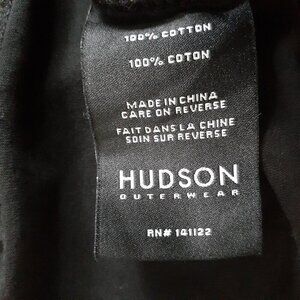 100% COTTON
100% COTON
MADE IN CHINA
CARE ON REVERSE
FAIT DANS LA CHINE
SOIN SUR REVERSE
HUDSON
OUTERWEAR
RN# 141122